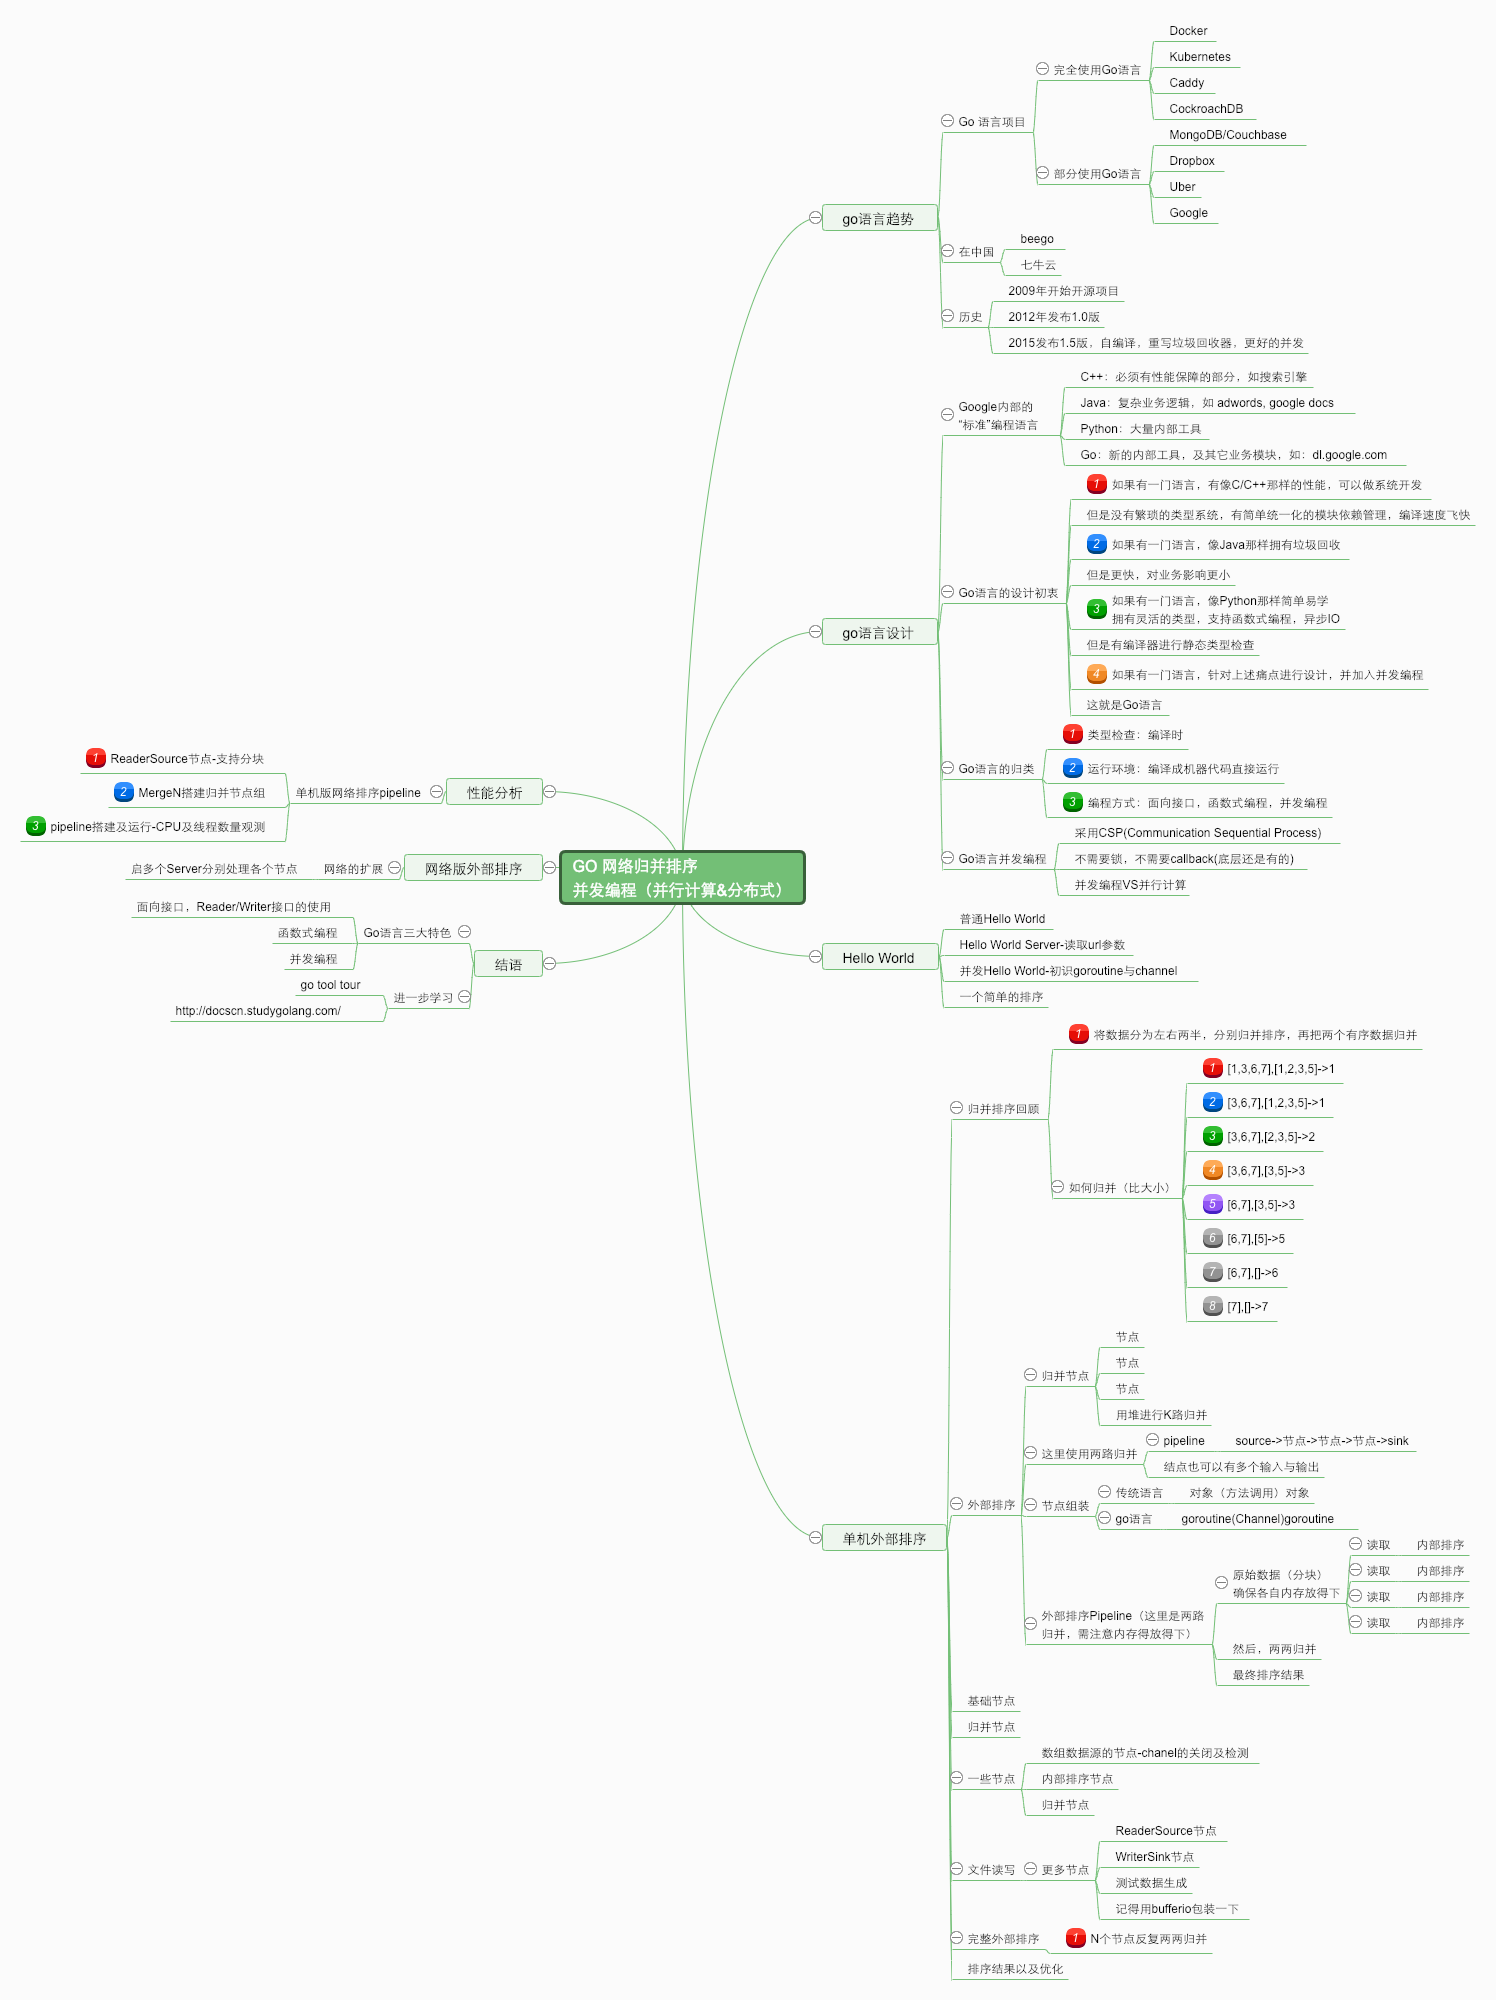 GO 网络归并排序
并发编程（并行计算&分布式）
go语言趋势
Go 语言项目
完全使用Go语言
Docker
Kubernetes
Caddy
CockroachDB
部分使用Go语言
MongoDB/Couchbase
Dropbox
Uber
Google
在中国
beego
七牛云
历史
2009年开始开源项目
2012年发布1.0版
2015发布1.5版，自编译，重写垃圾回收器，更好的并发
go语言设计
Google内部的
“标准”编程语言
C++：必须有性能保障的部分，如搜索引擎
Java：复杂业务逻辑，如 adwords, google docs
Python：大量内部工具
Go：新的内部工具，及其它业务模块，如：dl.google.com
Go语言的设计初衷
1 如果有一门语言，有像C/C++那样的性能，可以做系统开发
但是没有繁琐的类型系统，有简单统一化的模块依赖管理，编译速度飞快
2 如果有一门语言，像Java那样拥有垃圾回收
但是更快，对业务影响更小
3 如果有一门语言，像Python那样简单易学
拥有灵活的类型，支持函数式编程，异步IO
但是有编译器进行静态类型检查
4 如果有一门语言，针对上述痛点进行设计，并加入并发编程
这就是Go语言
Go语言的归类
1 类型检查：编译时
2 运行环境：编译成机器代码直接运行
3 编程方式：面向接口，函数式编程，并发编程
Go语言并发编程
采用CSP(Communication Sequential Process)
不需要锁，不需要callback(底层还是有的)
并发编程VS并行计算
Hello World
普通Hello World
Hello World Server-读取url参数
并发Hello World-初识goroutine与channel
一个简单的排序
单机外部排序
归并排序回顾
1 将数据分为左右两半，分别归并排序，再把两个有序数据归并
如何归并（比大小）
1 [1,3,6,7],[1,2,3,5]->1
2 [3,6,7],[1,2,3,5]->1
3 [3,6,7],[2,3,5]->2
4 [3,6,7],[3,5]->3
5 [6,7],[3,5]->3
6 [6,7],[5]->5
7 [6,7],[]->6
8 [7],[]->7
外部排序
归并节点
节点
节点
节点
用堆进行K路归并
这里使用两路归并
pipeline
source->节点->节点->节点->sink
结点也可以有多个输入与输出
节点组装
传统语言
对象（方法调用）对象
go语言
goroutine(Channel)goroutine
外部排序Pipeline（这里是两路
归并，需注意内存得放得下）
原始数据（分块）
确保各自内存放得下
读取 内部排序
读取 内部排序
读取 内部排序
读取 内部排序
然后，两两归并
最终排序结果
基础节点
归并节点
一些节点
数组数据源的节点-chanel的关闭及检测
内部排序节点
归并节点
文件读写
更多节点
ReaderSource节点
WriterSink节点
测试数据生成
记得用bufferio包装一下
完整外部排序
1 N个节点反复两两归并
排序结果以及优化
性能分析
单机版网络排序pipeline
1 ReaderSource节点-支持分块
2 MergeN搭建归并节点组
3 pipeline搭建及运行-CPU及线程数量观测
网络版外部排序
网络的扩展
启多个Server分别处理各个节点
结语
Go语言三大特色
面向接口，Reader/Writer接口的使用
函数式编程
并发编程
进一步学习
go tool tour
http://docscn.studygolang.com/